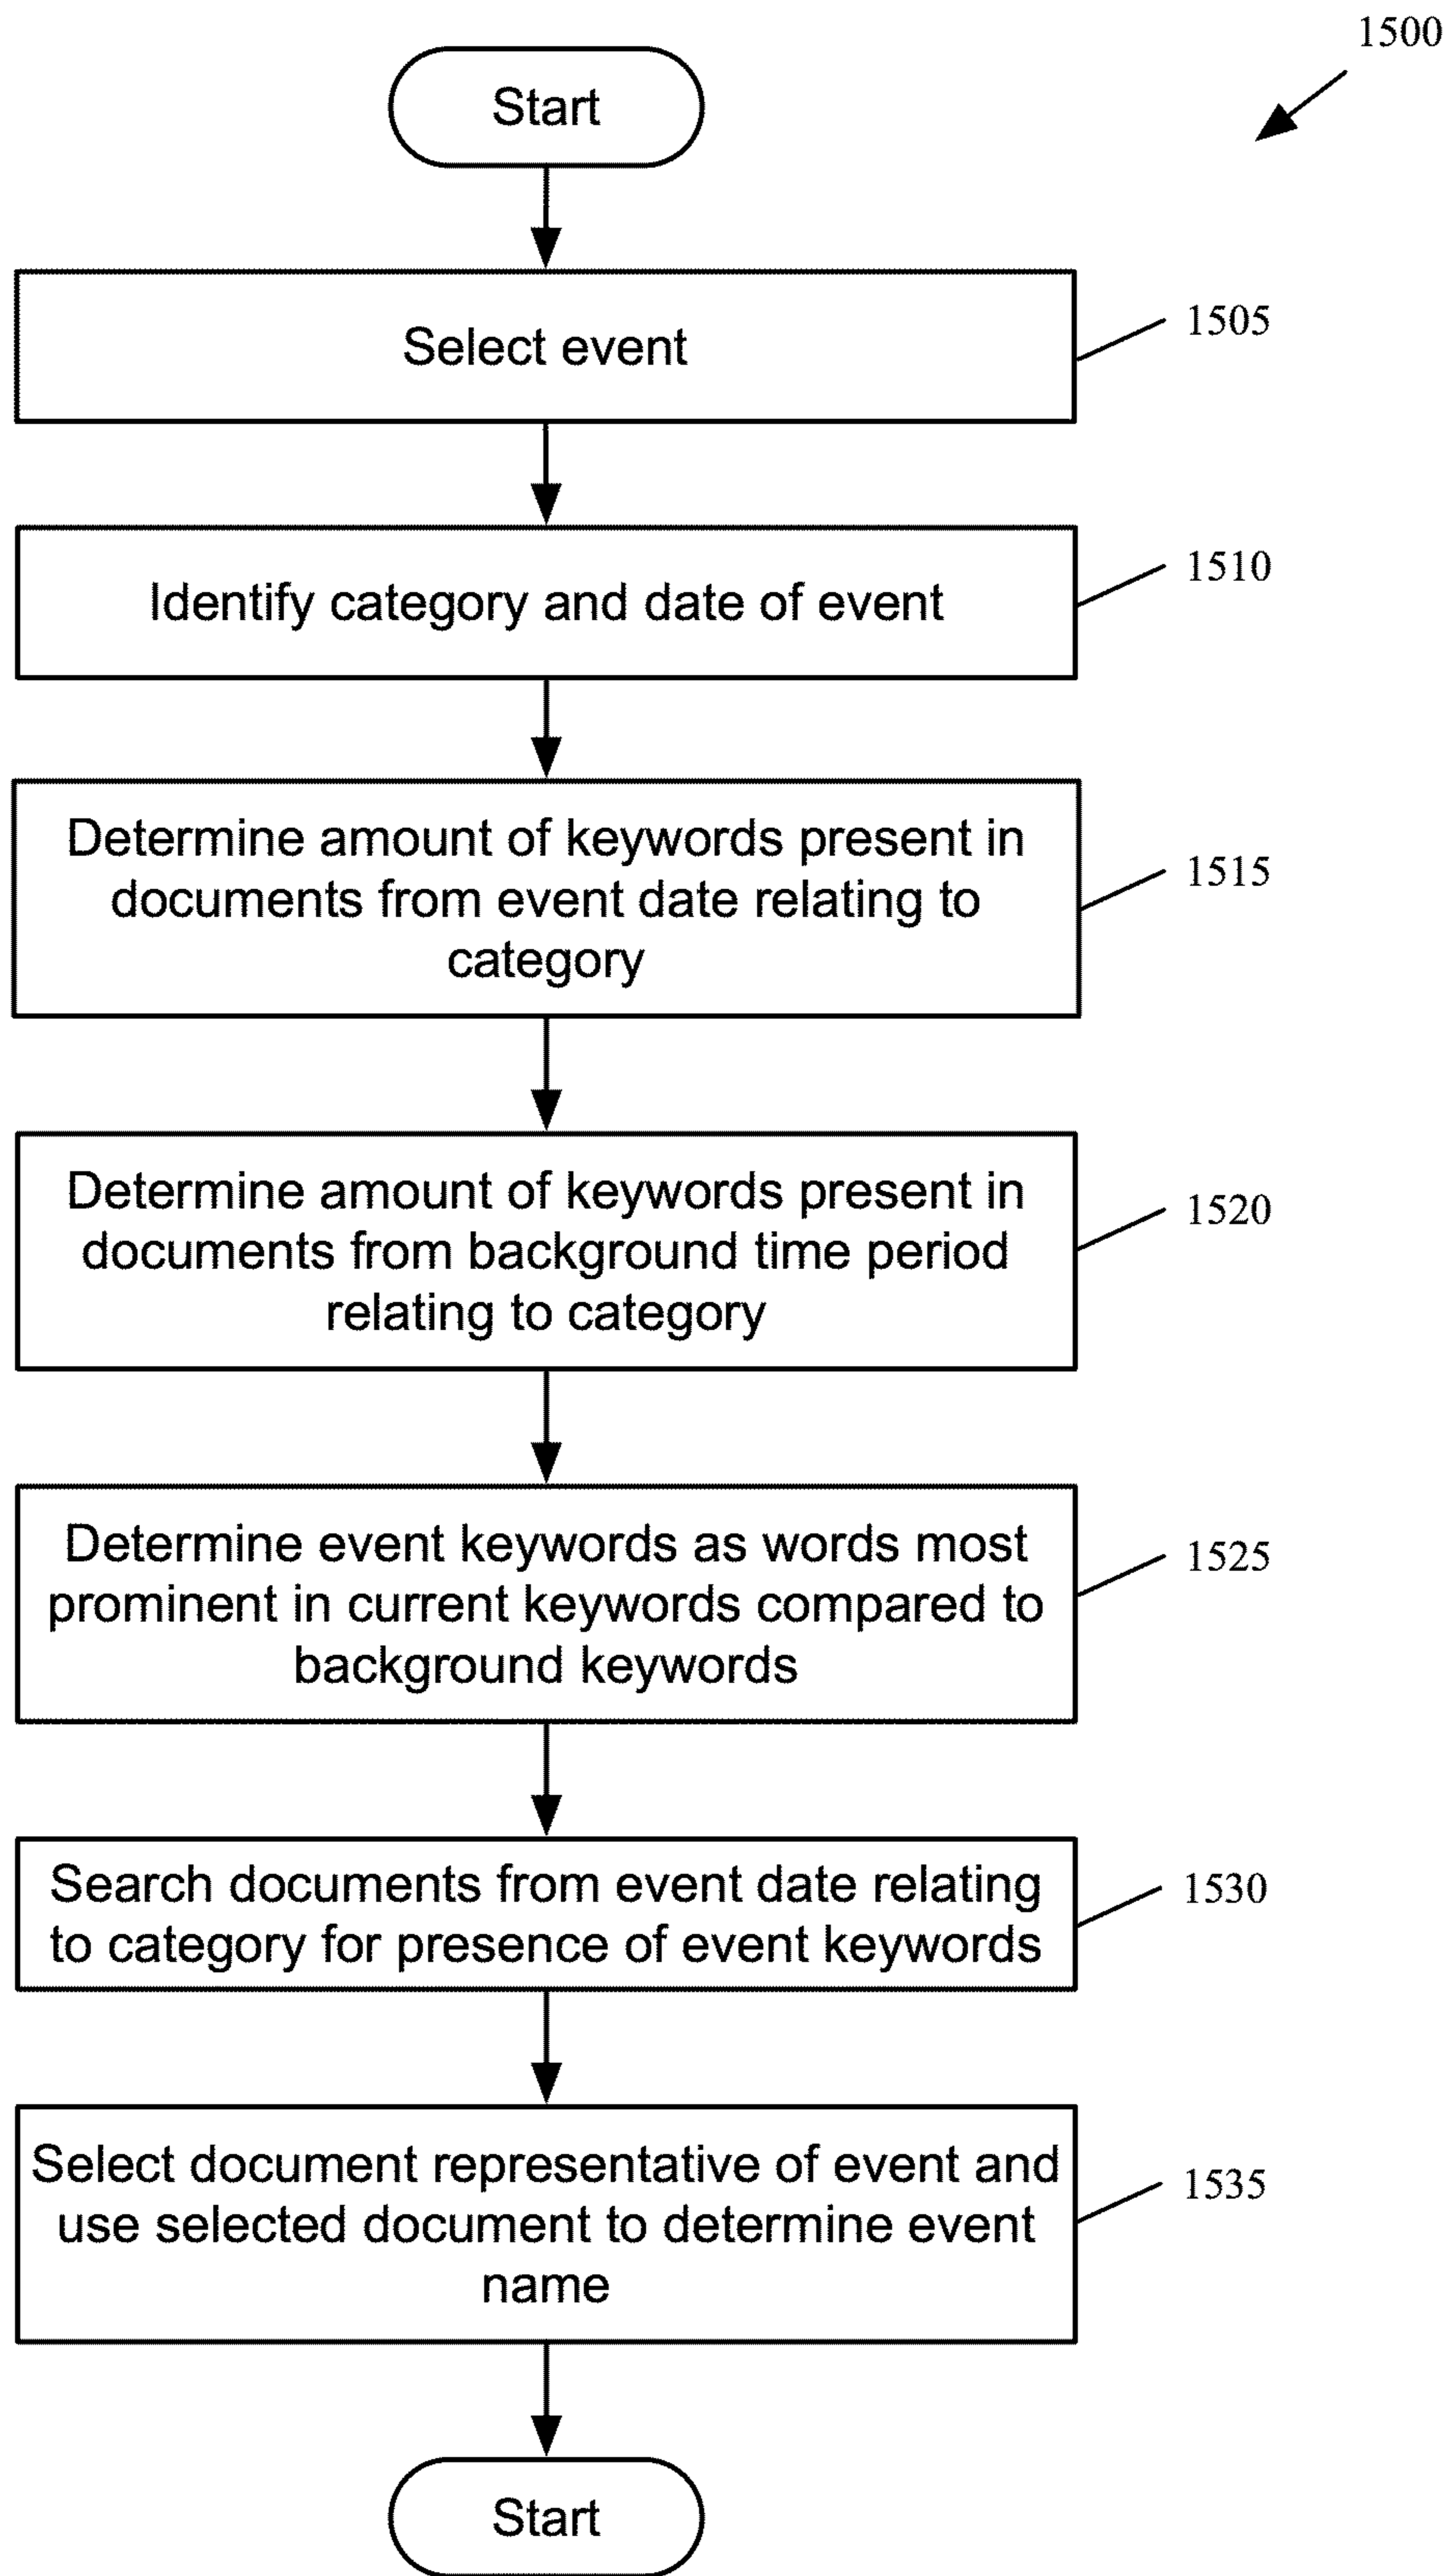 1500
Start
Select event
1505
Identify category and date of event
1510
Determine amount of keywords present in
documents from event date relating to
category
1515
Determine amount of keywords present in
documents from background time period
relating to category
1520
Determine event keywords as words most
prominent in current keywords compared to
background keywords
1525
Search documents from event date relating
to category for presence of event keywords
1530
Select document representative of event and
use selected document to determine event
name
1535
Start